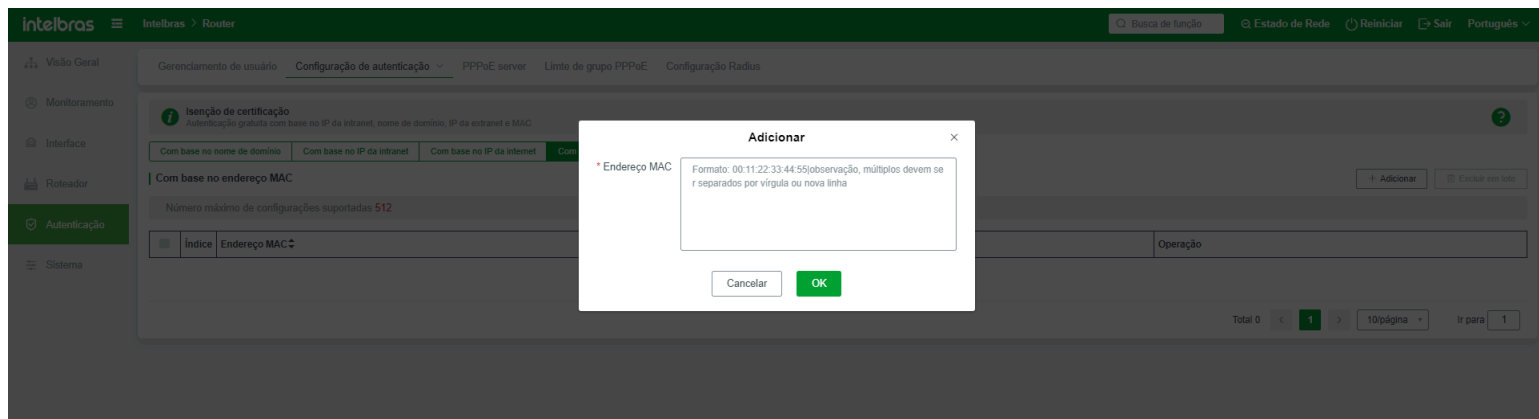 intelbras
Intelbras > Router
Busca de função
Estado de Rede
Reiniciar
Sair
Português
Visão Geral
Monitoramento
Interface
Roteador
Autenticação
Sistema
Gerenciamento de usuário
Configuração de autenticação
PPPoE server
Limte de grupo PPPoE
Configuração Radius
Isenção de certificação
Autenticação gratuita com base no IP da intranet, nome de domínio, IP da extranet e MAC
Com base no nome de domínio
Com base no IP da intranet
Com base no IP da internet
Com
Com base no endereço MAC
+ Adicionar
Excluir em lote
Número máximo de configurações suportadas 512
Índice
Endereço MAC
Operação
Total 0
1
10/página
Ir para
1
Adicionar
* Endereço MAC
Formato: 00:11:22:33:44:55|observação, múltiplos devem se
r separados por vírgula ou nova linha
Cancelar
OK